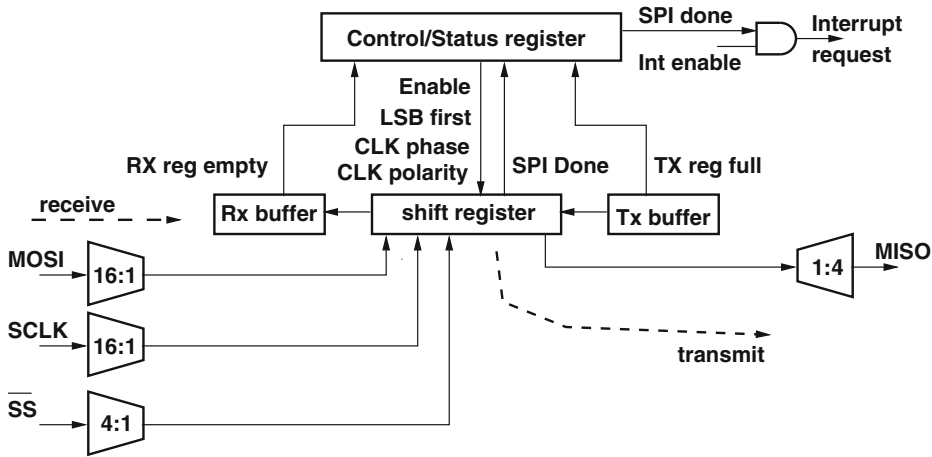 SPI done
Interrupt
request
Control/Status register
Int enable
Enable
LSB first
CLK phase
CLK polarity
RX reg empty
SPI Done
TX reg full
receive
Rx buffer
shift register
Tx buffer
MOSI
16:1
1:4
MISO
SCLK
16:1
transmit
SS
4:1